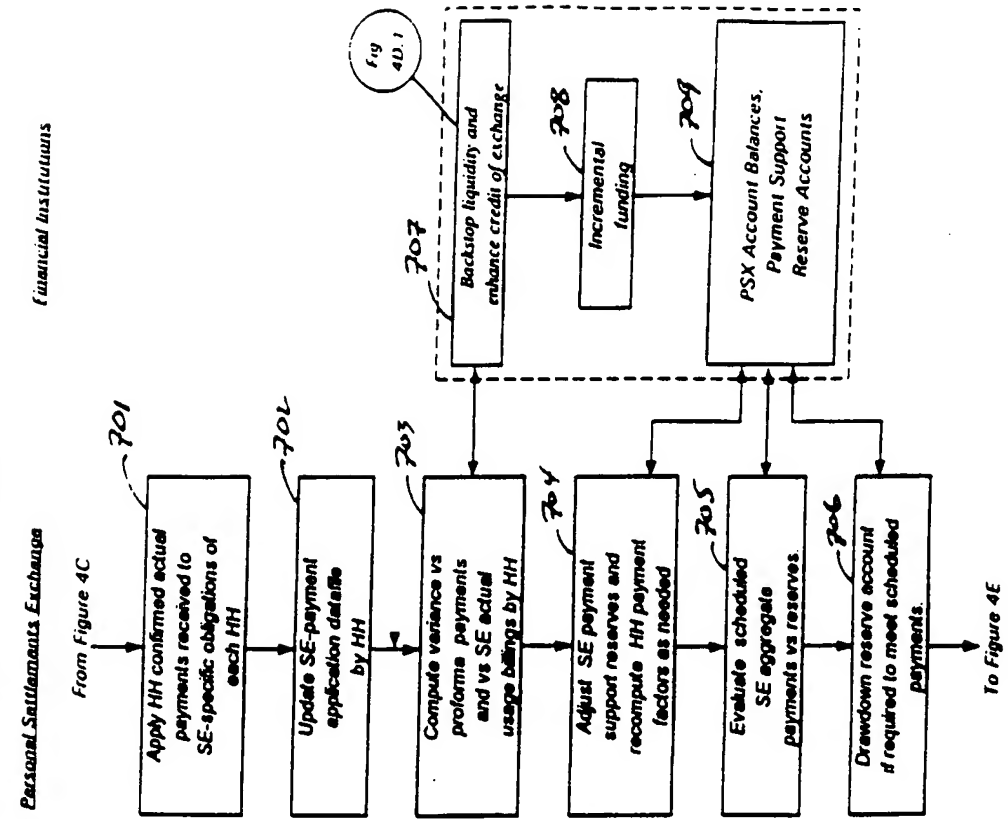 Personal Settlements Exchange
Financial Institutions
From Figure 4C
701
Apply HH confirmed actual
payments received to
SE-specific obligations of
each HH
702
Update SE-payment
application datafile
by HH
703
Compute variance vs
proforma payments
and vs SE actual
usage billings by HH
704
Adjust SE payment
support reserves and
recompute HH payment
factors as needed
705
Evaluate scheduled
SE aggregate
payments vs reserves.
706
Drawdown reserve account
if required to meet scheduled
payments.
To Figure 4E
Fig
4D.1
707
Backstop liquidity and
enhance credit of exchange
708
Incremental
funding
709
PSX Account Balances,
Payment Support
Reserve Accounts